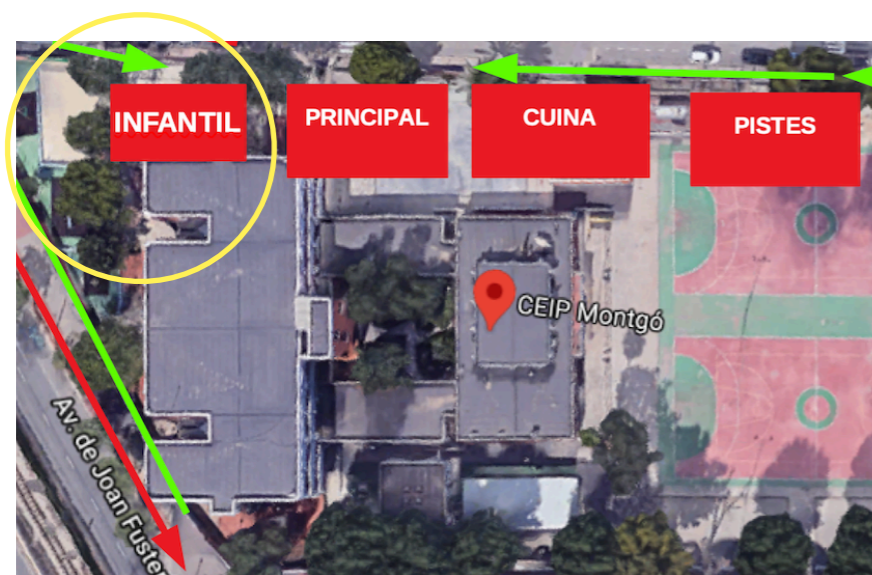 INFANTIL
PRINCIPAL
CUINA
PISTES
CEIP Montgó
Av. de Joan Fuster